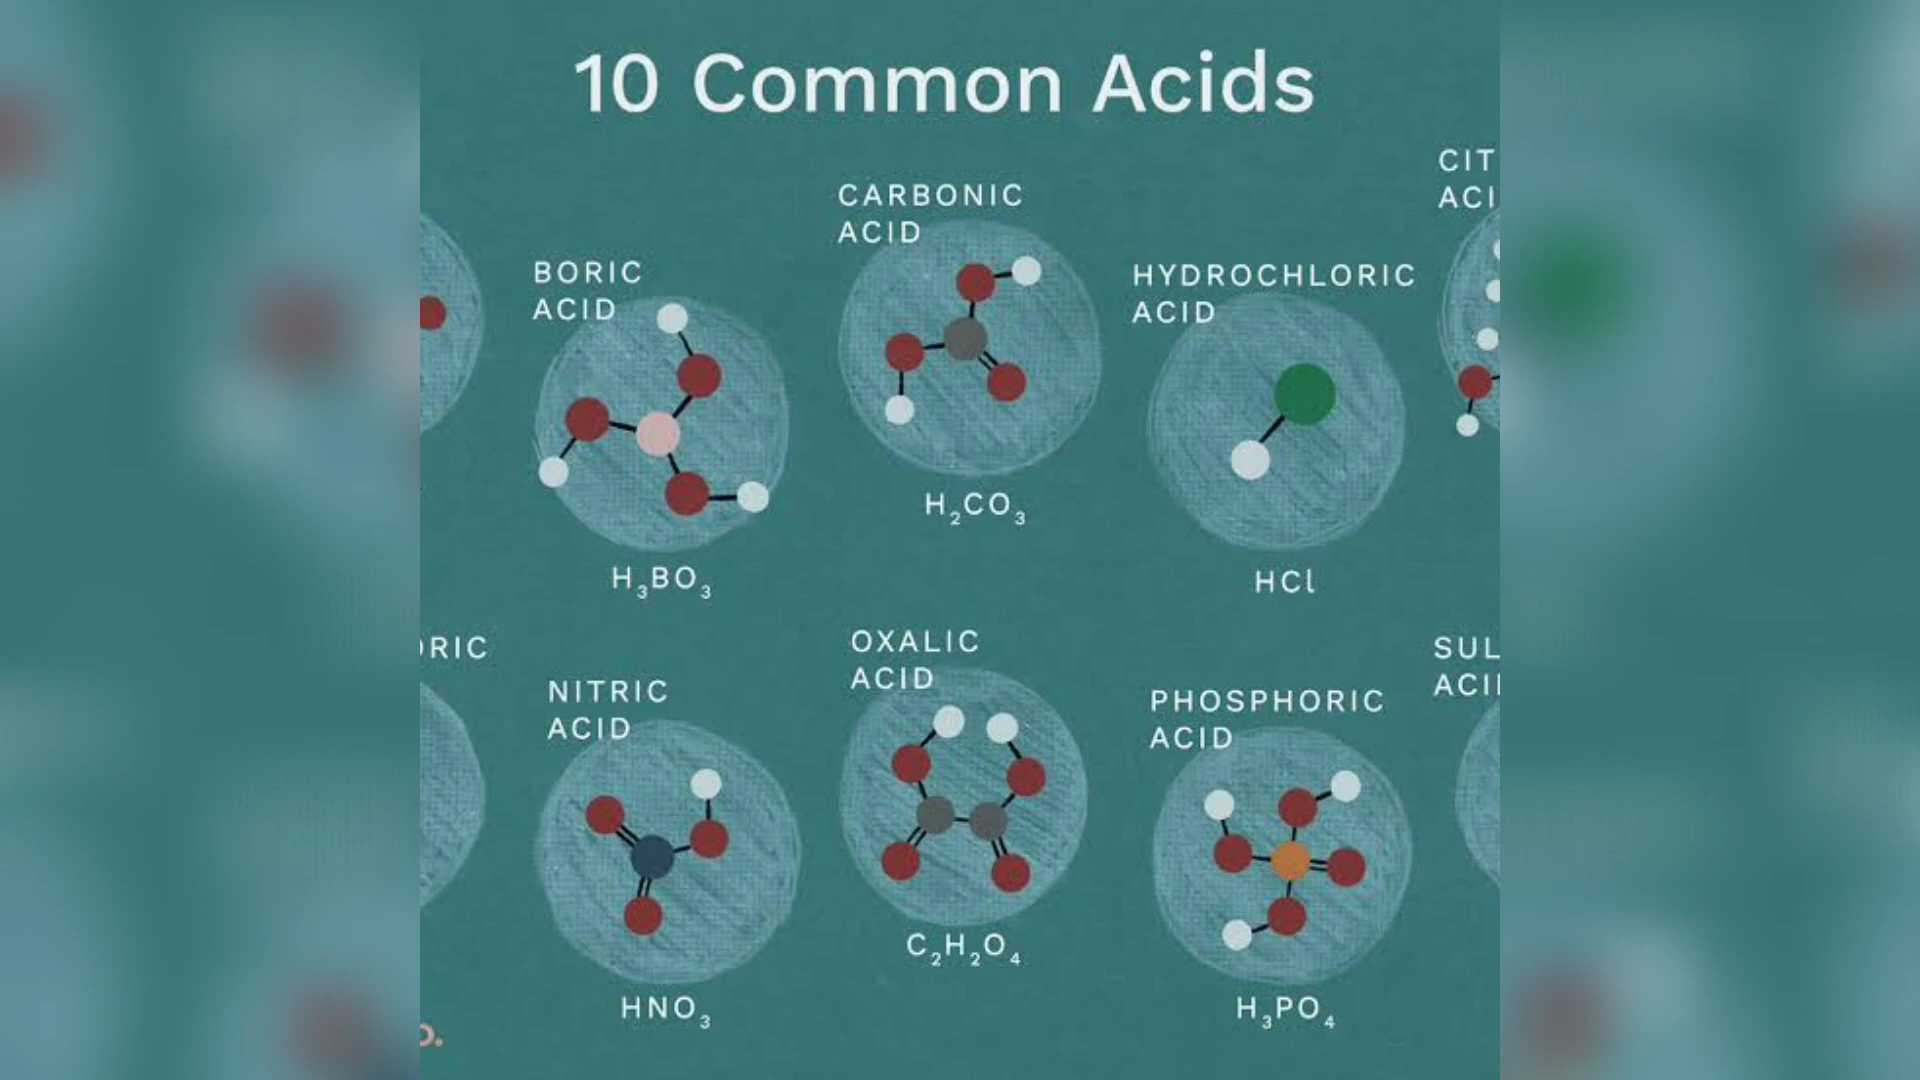 10 Common Acids
CARBONIC
ACID
H₂CO₃
BORIC
ACID
H₃BO₃
HYDROCHLORIC
ACID
HCl
CIT
ACI
ORIC
NITRIC
ACID
HNO₃
OXALIC
ACID
C₂H₂O₄
PHOSPHORIC
ACID
H₃PO₄
SUL
ACI